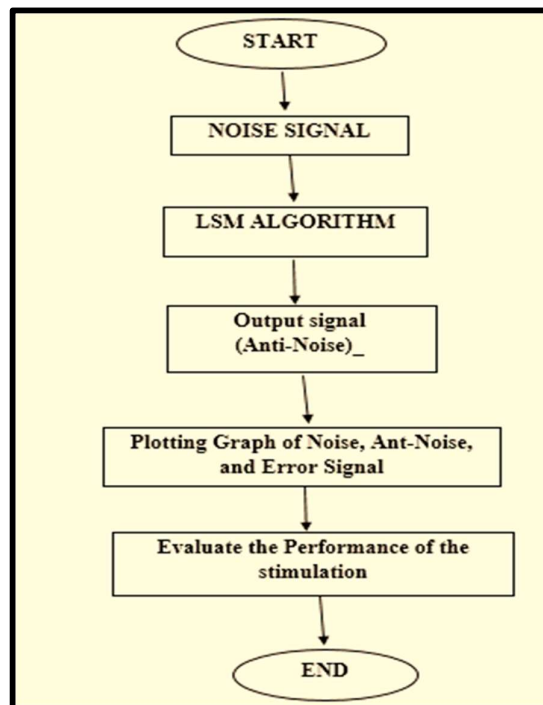 START
NOISE SIGNAL
LSM ALGORITHM
Output signal
(Anti-Noise)_
Plotting Graph of Noise, Ant-Noise,
and Error Signal
Evaluate the Performance of the
stimulation
END